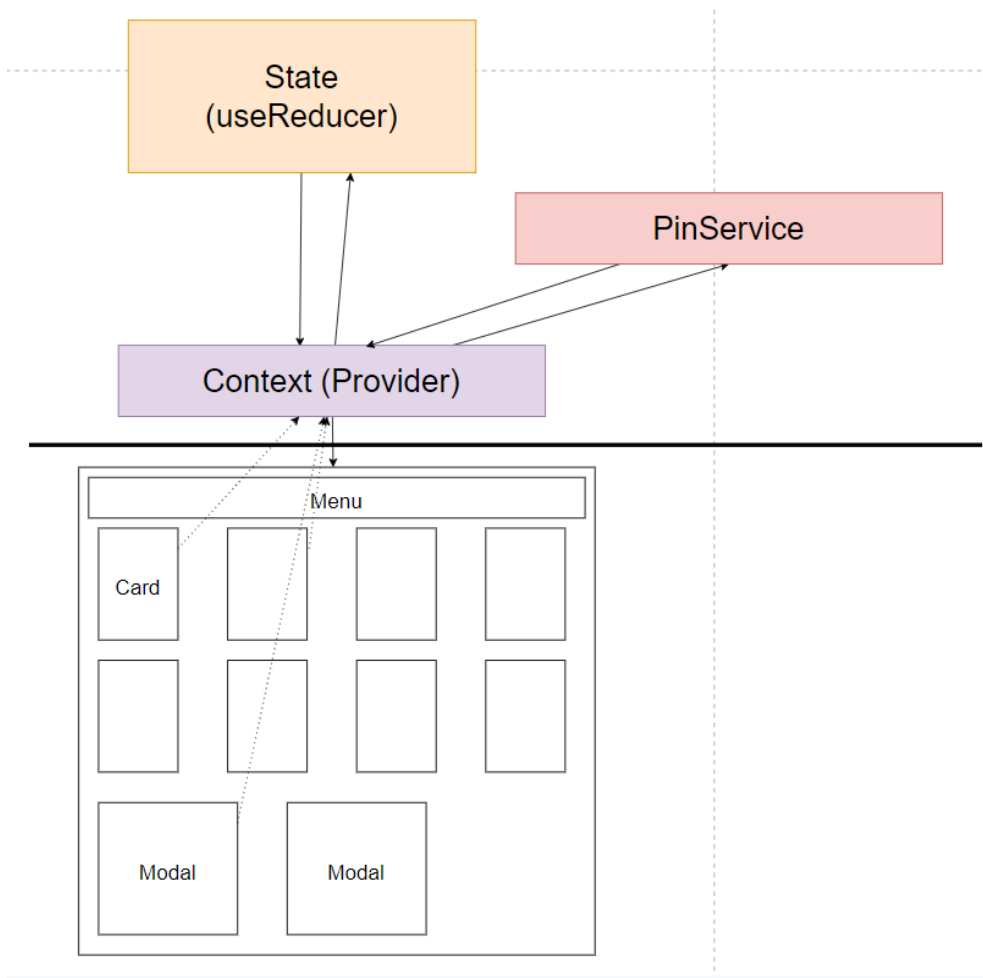 State
(useReducer)
PinService
Context (Provider)
Menu
Card
Modal
Modal